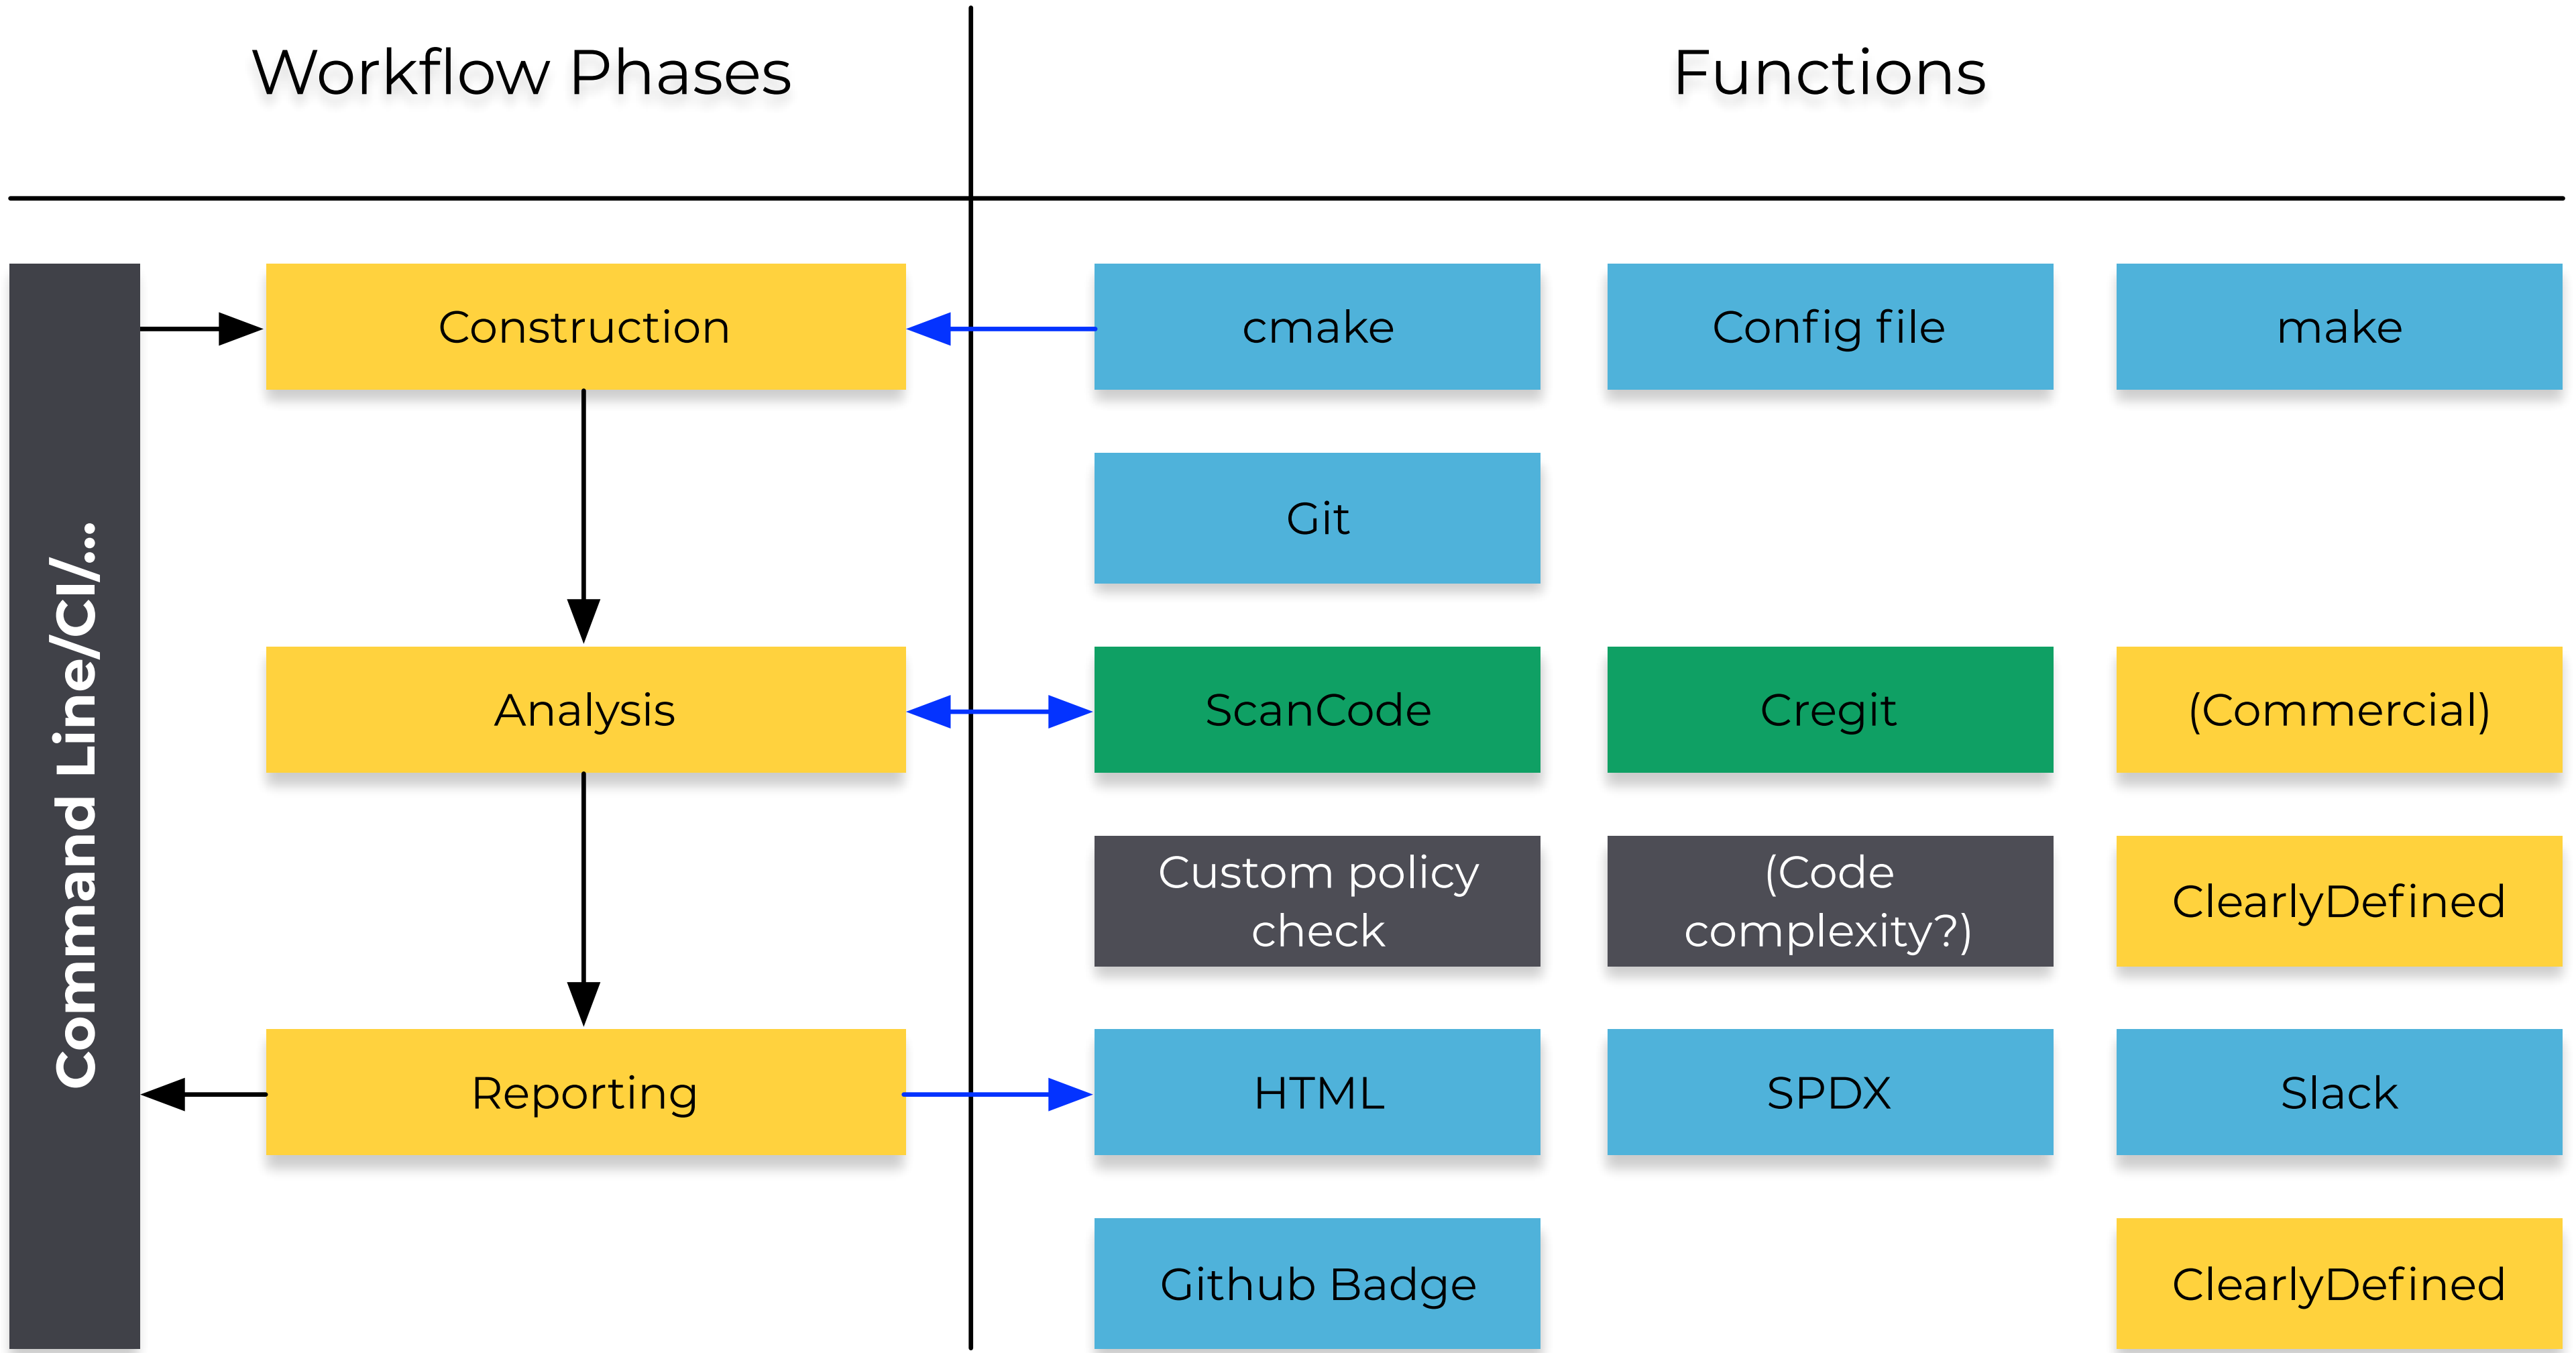 Workflow Phases
Functions
Command Line/CI/...
Construction
cmake
Config file
make
Git
Analysis
ScanCode
Cregit
(Commercial)
Custom policy
check
(Code
complexity?)
ClearlyDefined
Reporting
HTML
SPDX
Slack
Github Badge
ClearlyDefined